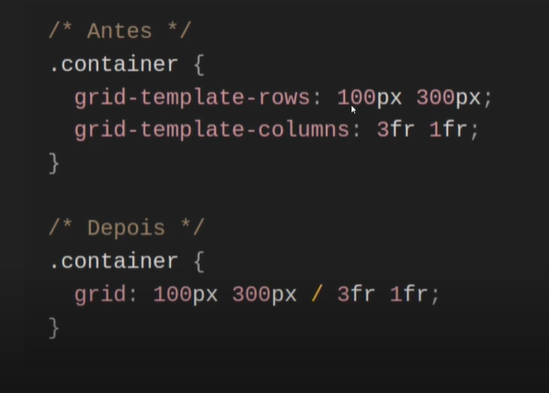 /* Antes */
.container {
  grid-template-rows: 100px 300px;
  grid-template-columns: 3fr 1fr;
}

/* Depois */
.container {
  grid: 100px 300px / 3fr 1fr;
}